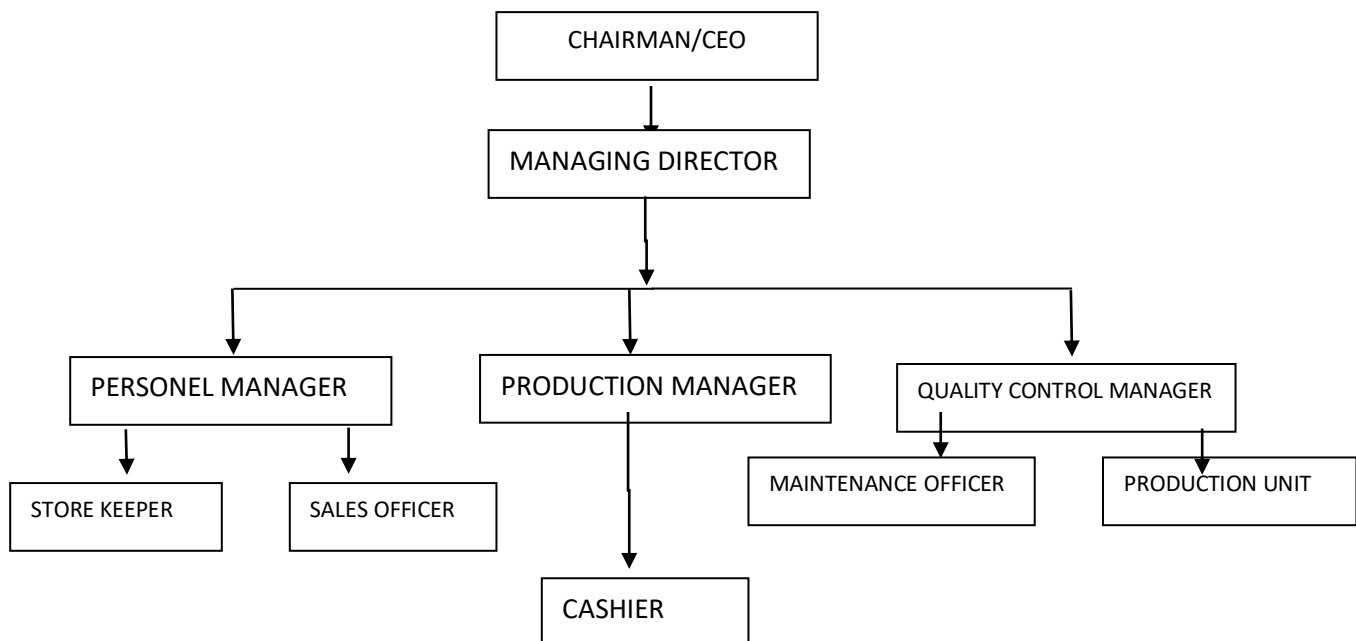 CHAIRMAN/CEO
MANAGING DIRECTOR
PERSONEL MANAGER
PRODUCTION MANAGER
QUALITY CONTROL MANAGER
STORE KEEPER
SALES OFFICER
MAINTENANCE OFFICER
PRODUCTION UNIT
CASHIER